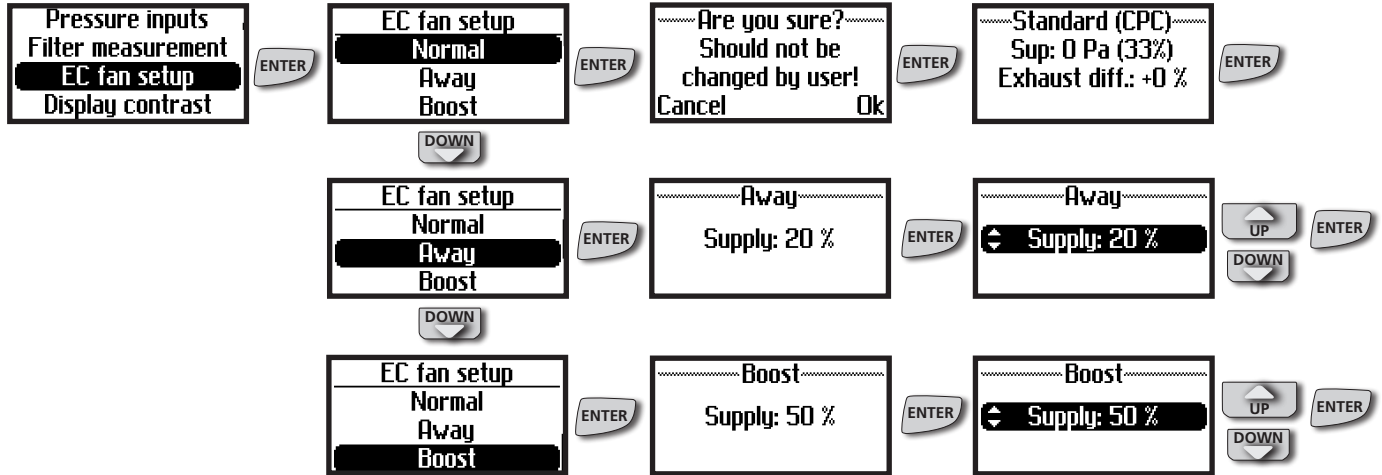 Pressure inputs
Filter measurement
EC fan setup
Display contrast
ENTER
EC fan setup
Normal
Away
Boost
ENTER
Are you sure?
Should not be
changed by user!
Cancel Ok
ENTER
Standard (CPC)
Sup: 0 Pa (33%)
Exhaust diff.: +0 %
ENTER
DOWN
EC fan setup
Normal
Away
Boost
ENTER
Away
Supply: 20 %
ENTER
Away
Supply: 20 %
UP
DOWN
ENTER
DOWN
EC fan setup
Normal
Away
Boost
ENTER
Boost
Supply: 50 %
ENTER
Boost
Supply: 50 %
UP
DOWN
ENTER